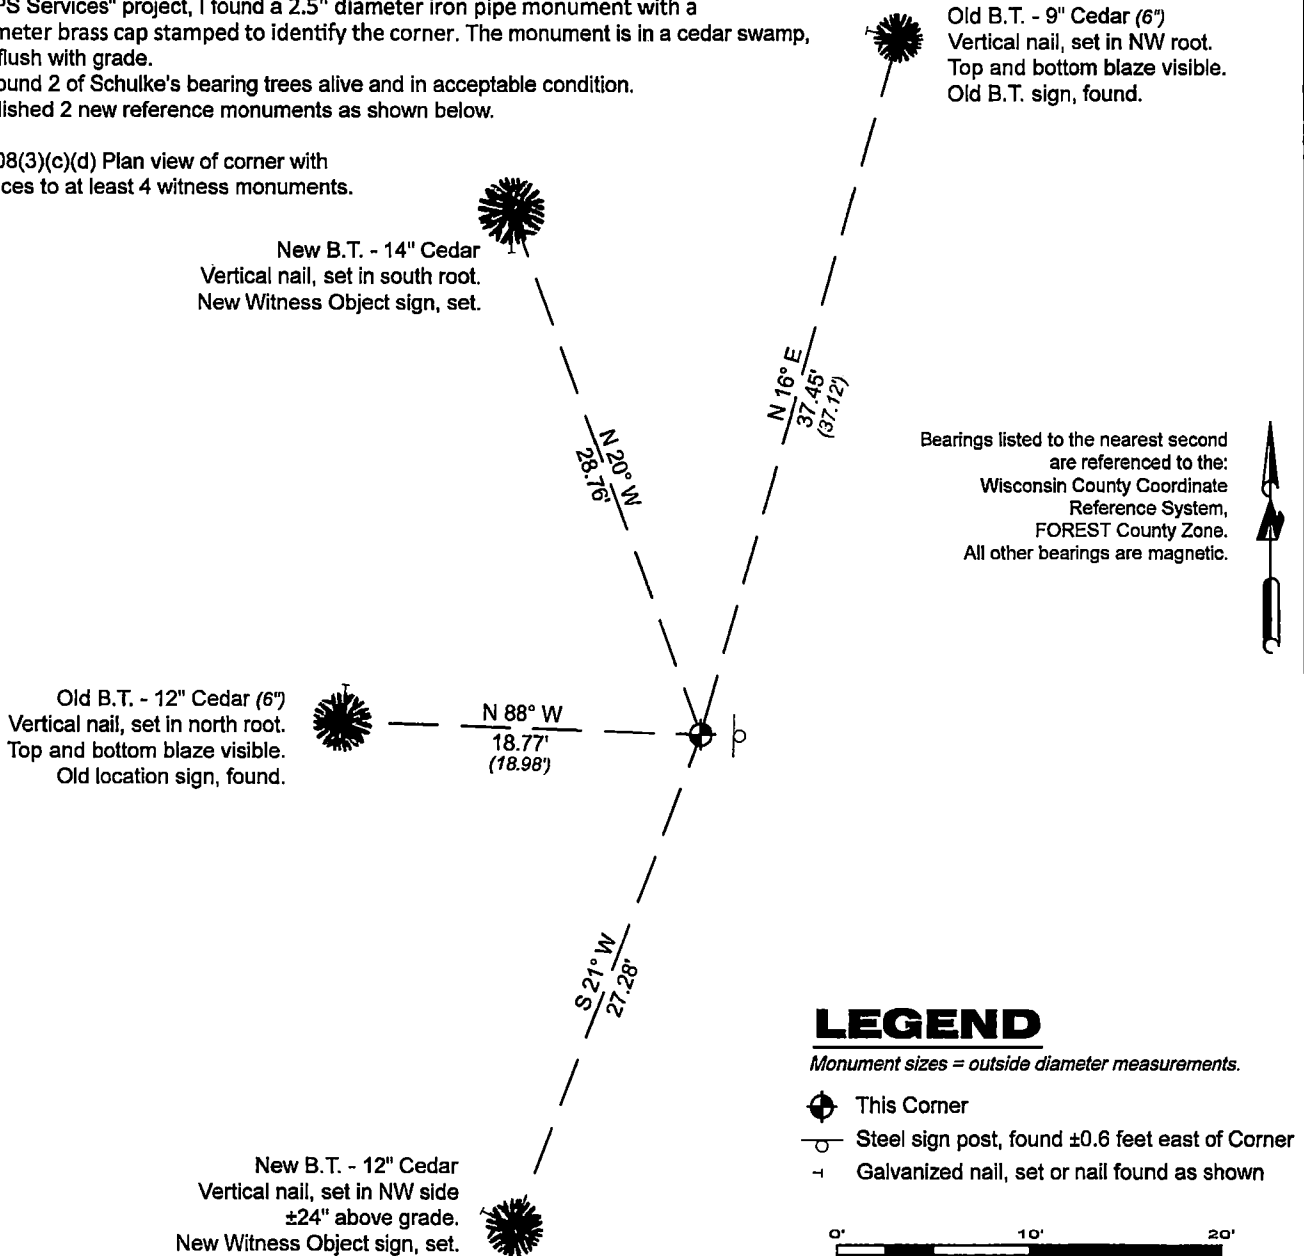 PS Services" project, I found a 2.5" diameter iron pipe monument with a
meter brass cap stamped to identify the corner. The monument is in a cedar swamp,
flush with grade.
ound 2 of Schulke's bearing trees alive and in acceptable condition.
lished 2 new reference monuments as shown below.
08(3)(c)(d) Plan view of corner with
ces to at least 4 witness monuments.
Old B.T. - 9" Cedar (6")
Vertical nail, set in NW root.
Top and bottom blaze visible.
Old B.T. sign, found.
New B.T. - 14" Cedar
Vertical nail, set in south root.
New Witness Object sign, set.
N 16° E
37.45'
(37.12')
N 20° W
28.76'
Bearings listed to the nearest second
are referenced to the:
Wisconsin County Coordinate
Reference System,
FOREST County Zone.
All other bearings are magnetic.
Old B.T. - 12" Cedar (6")
Vertical nail, set in north root.
Top and bottom blaze visible.
Old location sign, found.
N 88° W
18.77'
(18.98')
S 21° W
27.28'
New B.T. - 12" Cedar
Vertical nail, set in NW side
±24" above grade.
New Witness Object sign, set.
LEGEND
Monument sizes = outside diameter measurements.
This Corner
Steel sign post, found ±0.6 feet east of Corner
Galvanized nail, set or nail found as shown
0' 10' 20'